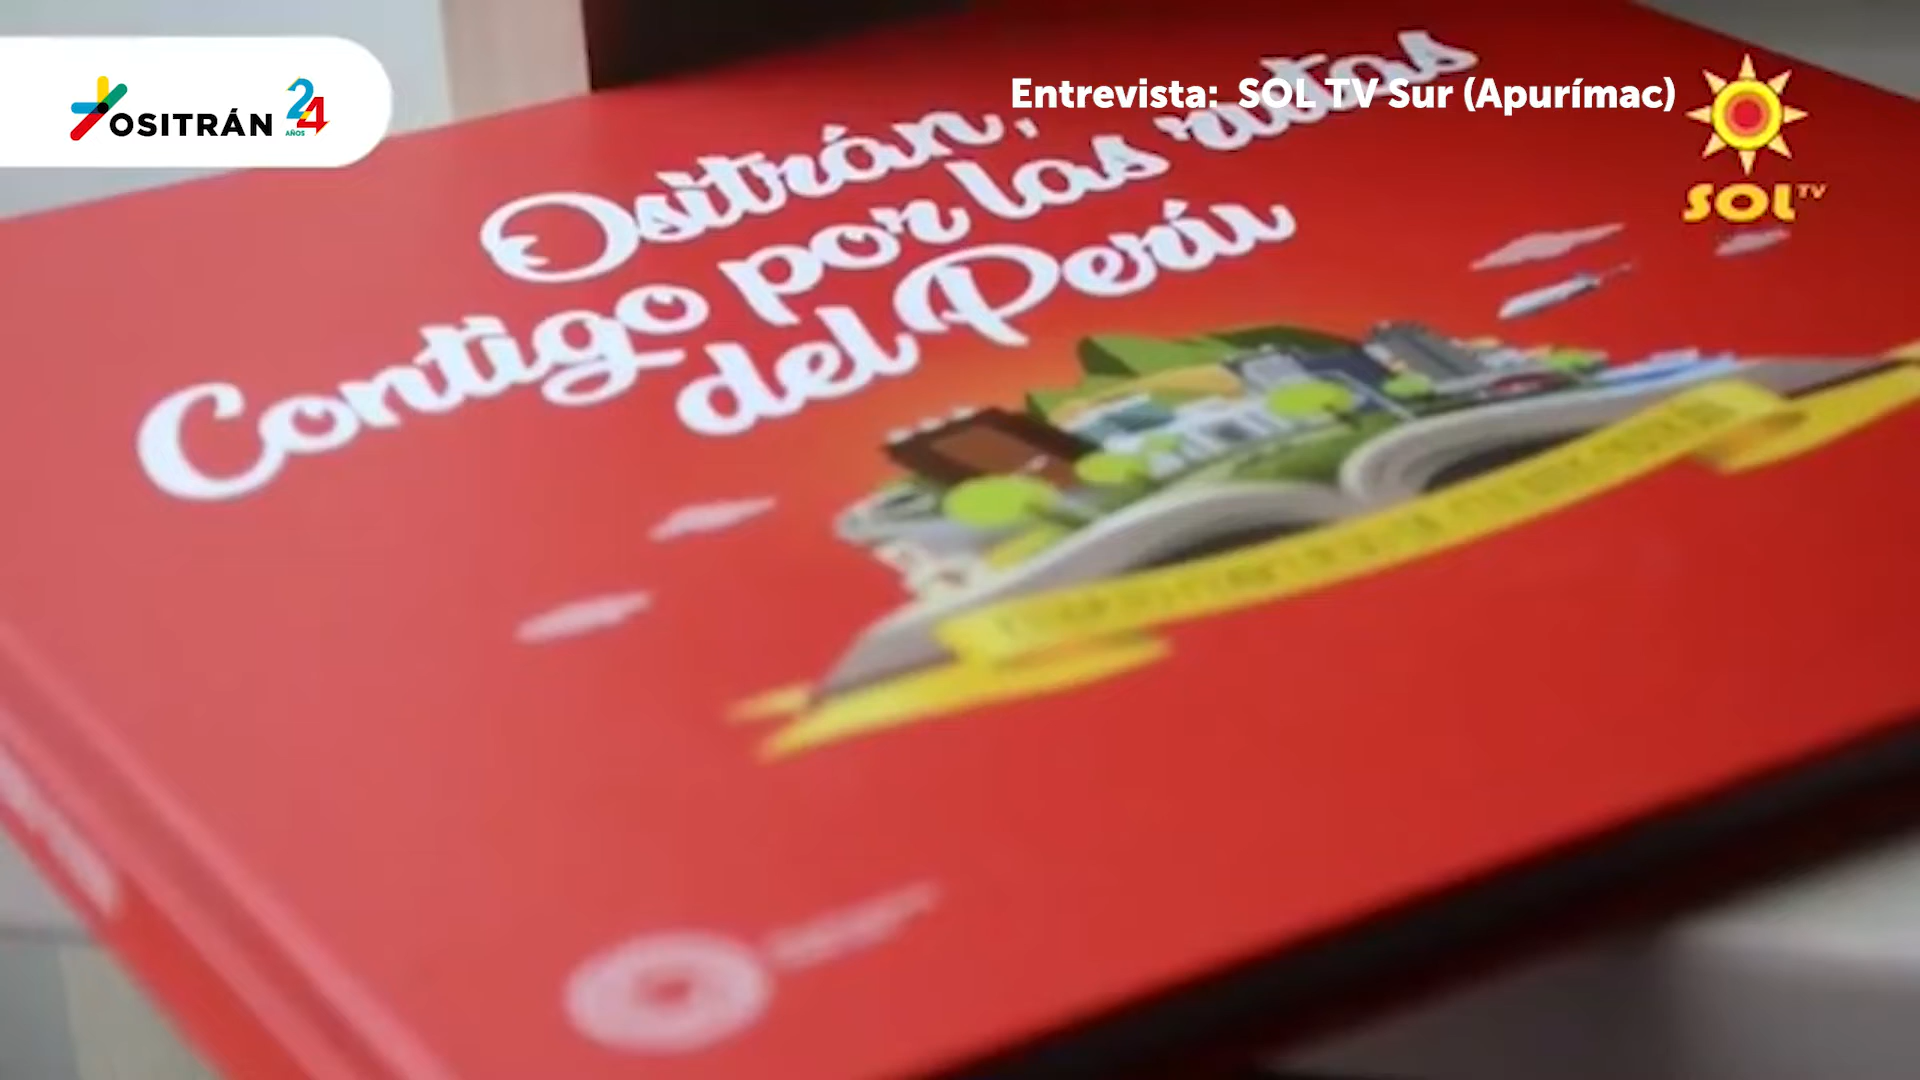 OSITRÁN 24
AÑOS
Entrevista: SOL TV Sur (Apurímac)
SOL TV
Ositrán,
Contigo por las rutas
del Perú